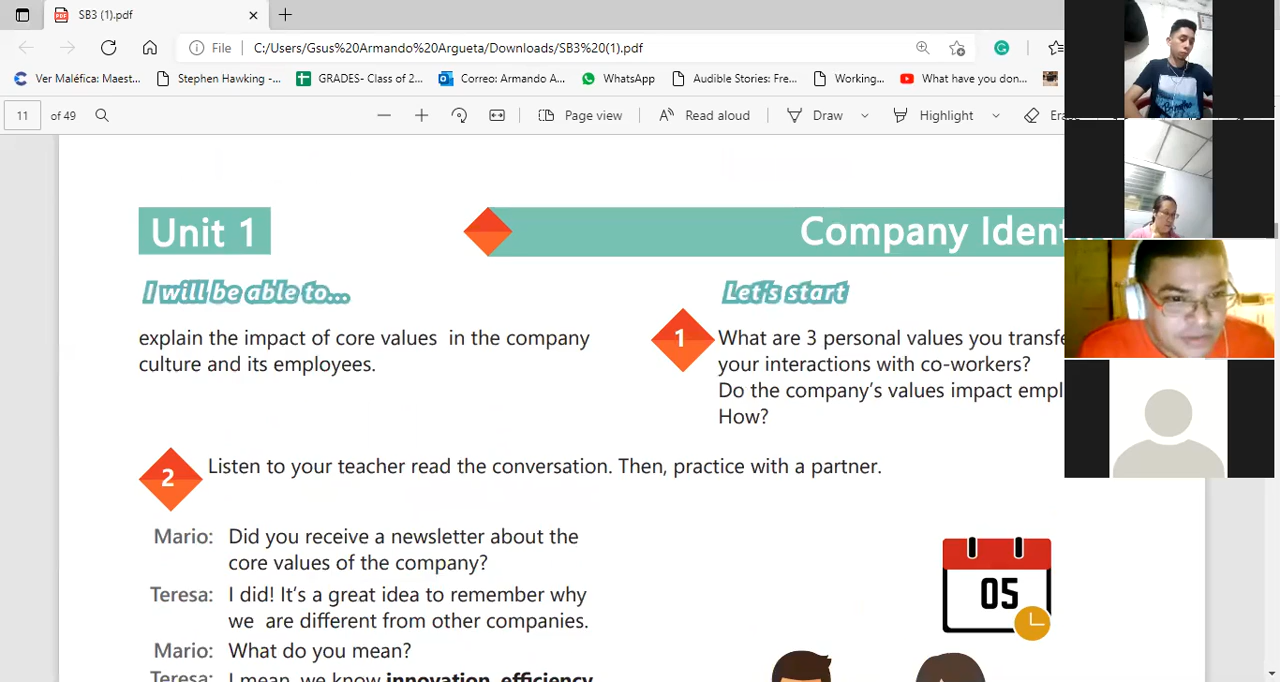 SB3 (1).pdf
File
C:/Users/Gsus%20Armando%20Argueta/Downloads/SB3%20(1).pdf
Ver Maléfica: Maest...
Stephen Hawking -...
GRADES- Class of 2...
Correo: Armando A...
WhatsApp
Audible Stories: Fre...
Working...
What have you don...
11 of 49
Page view
Read aloud
Draw
Highlight
Unit 1
Company
I will be able to...
Let's start
explain the impact of core values in the company
culture and its employees.
1
What are 3 personal values you
your interactions with co-workers?
Do the company's values impact
How?
2
Listen to your teacher read the conversation. Then, practice with a partner.
Mario: Did you receive a newsletter about the
core values of the company?
Teresa: I did! It's a great idea to remember why
we are different from other companies.
Mario: What do you mean?
Teresa: I mean, we know innovation, efficiency
05